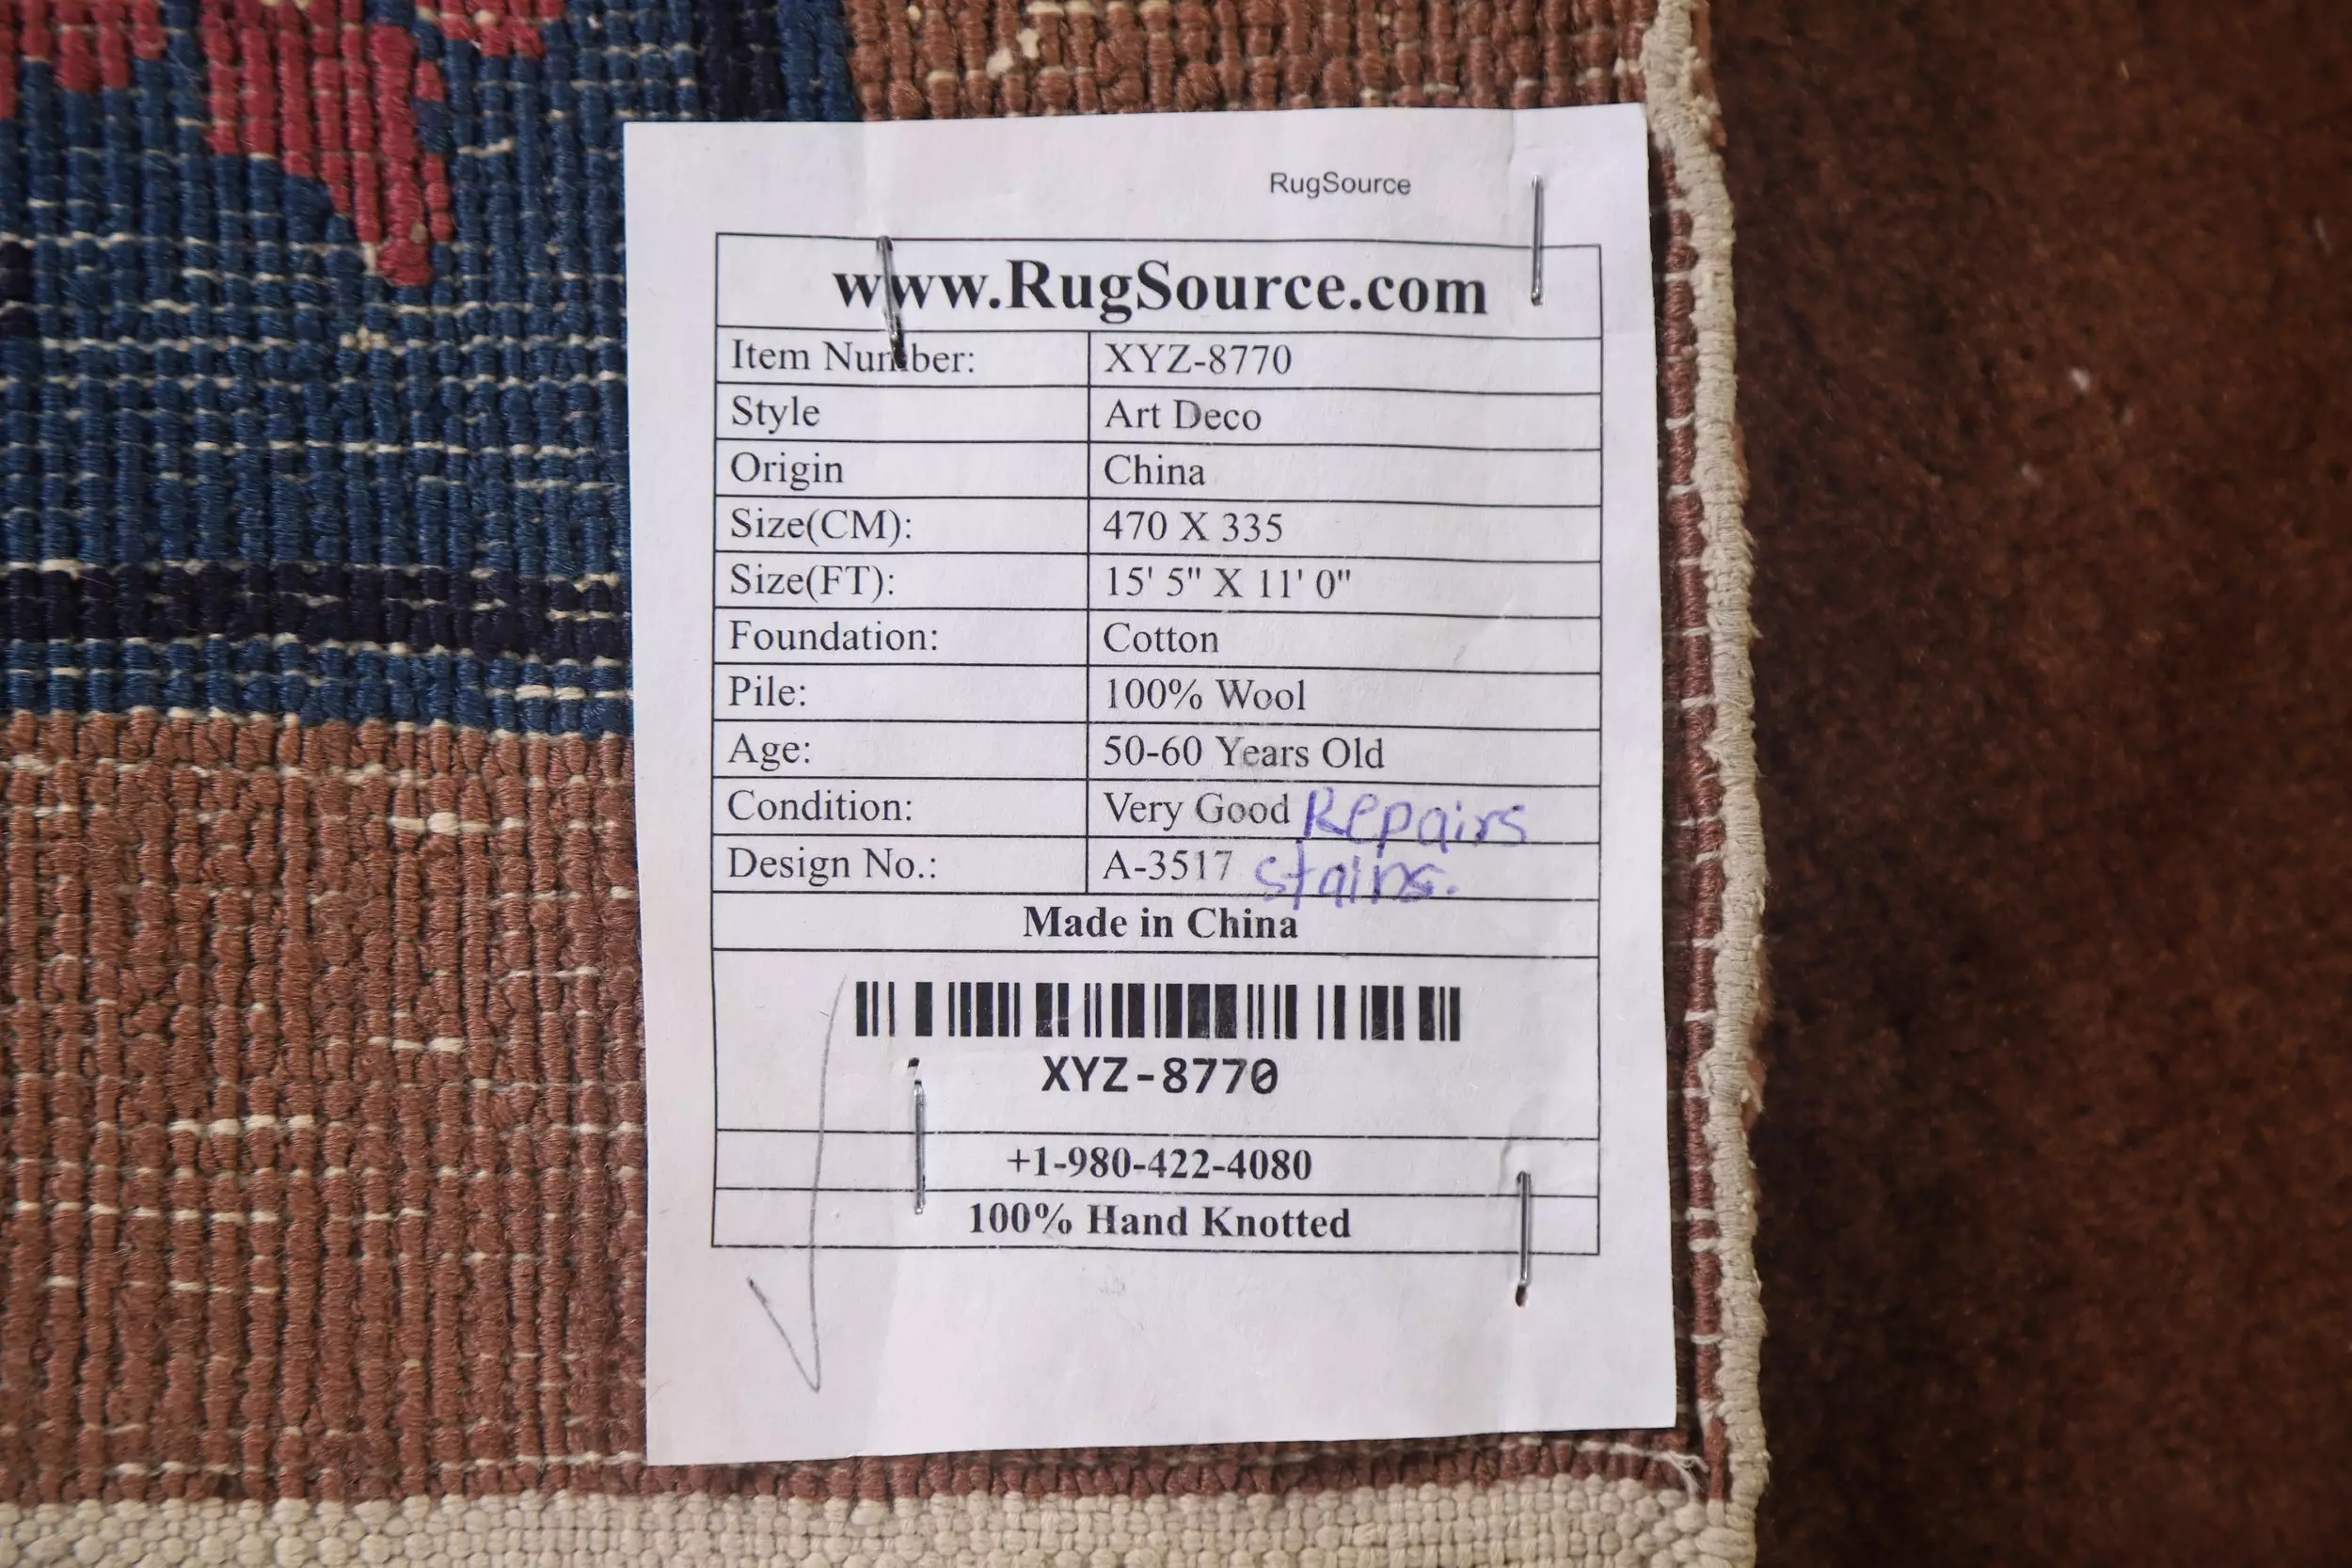 RugSource
www.RugSource.com
Item Number: XYZ-8770
Style Art Deco
Origin China
Size(CM): 470 X 335
Size(FT): 15' 5" X 11' 0"
Foundation: Cotton
Pile: 100% Wool
Age: 50-60 Years Old
Condition: Very Good Repairs
Design No.: A-3517 stains.
Made in China
XYZ-8770
+1-980-422-4080
100% Hand Knotted